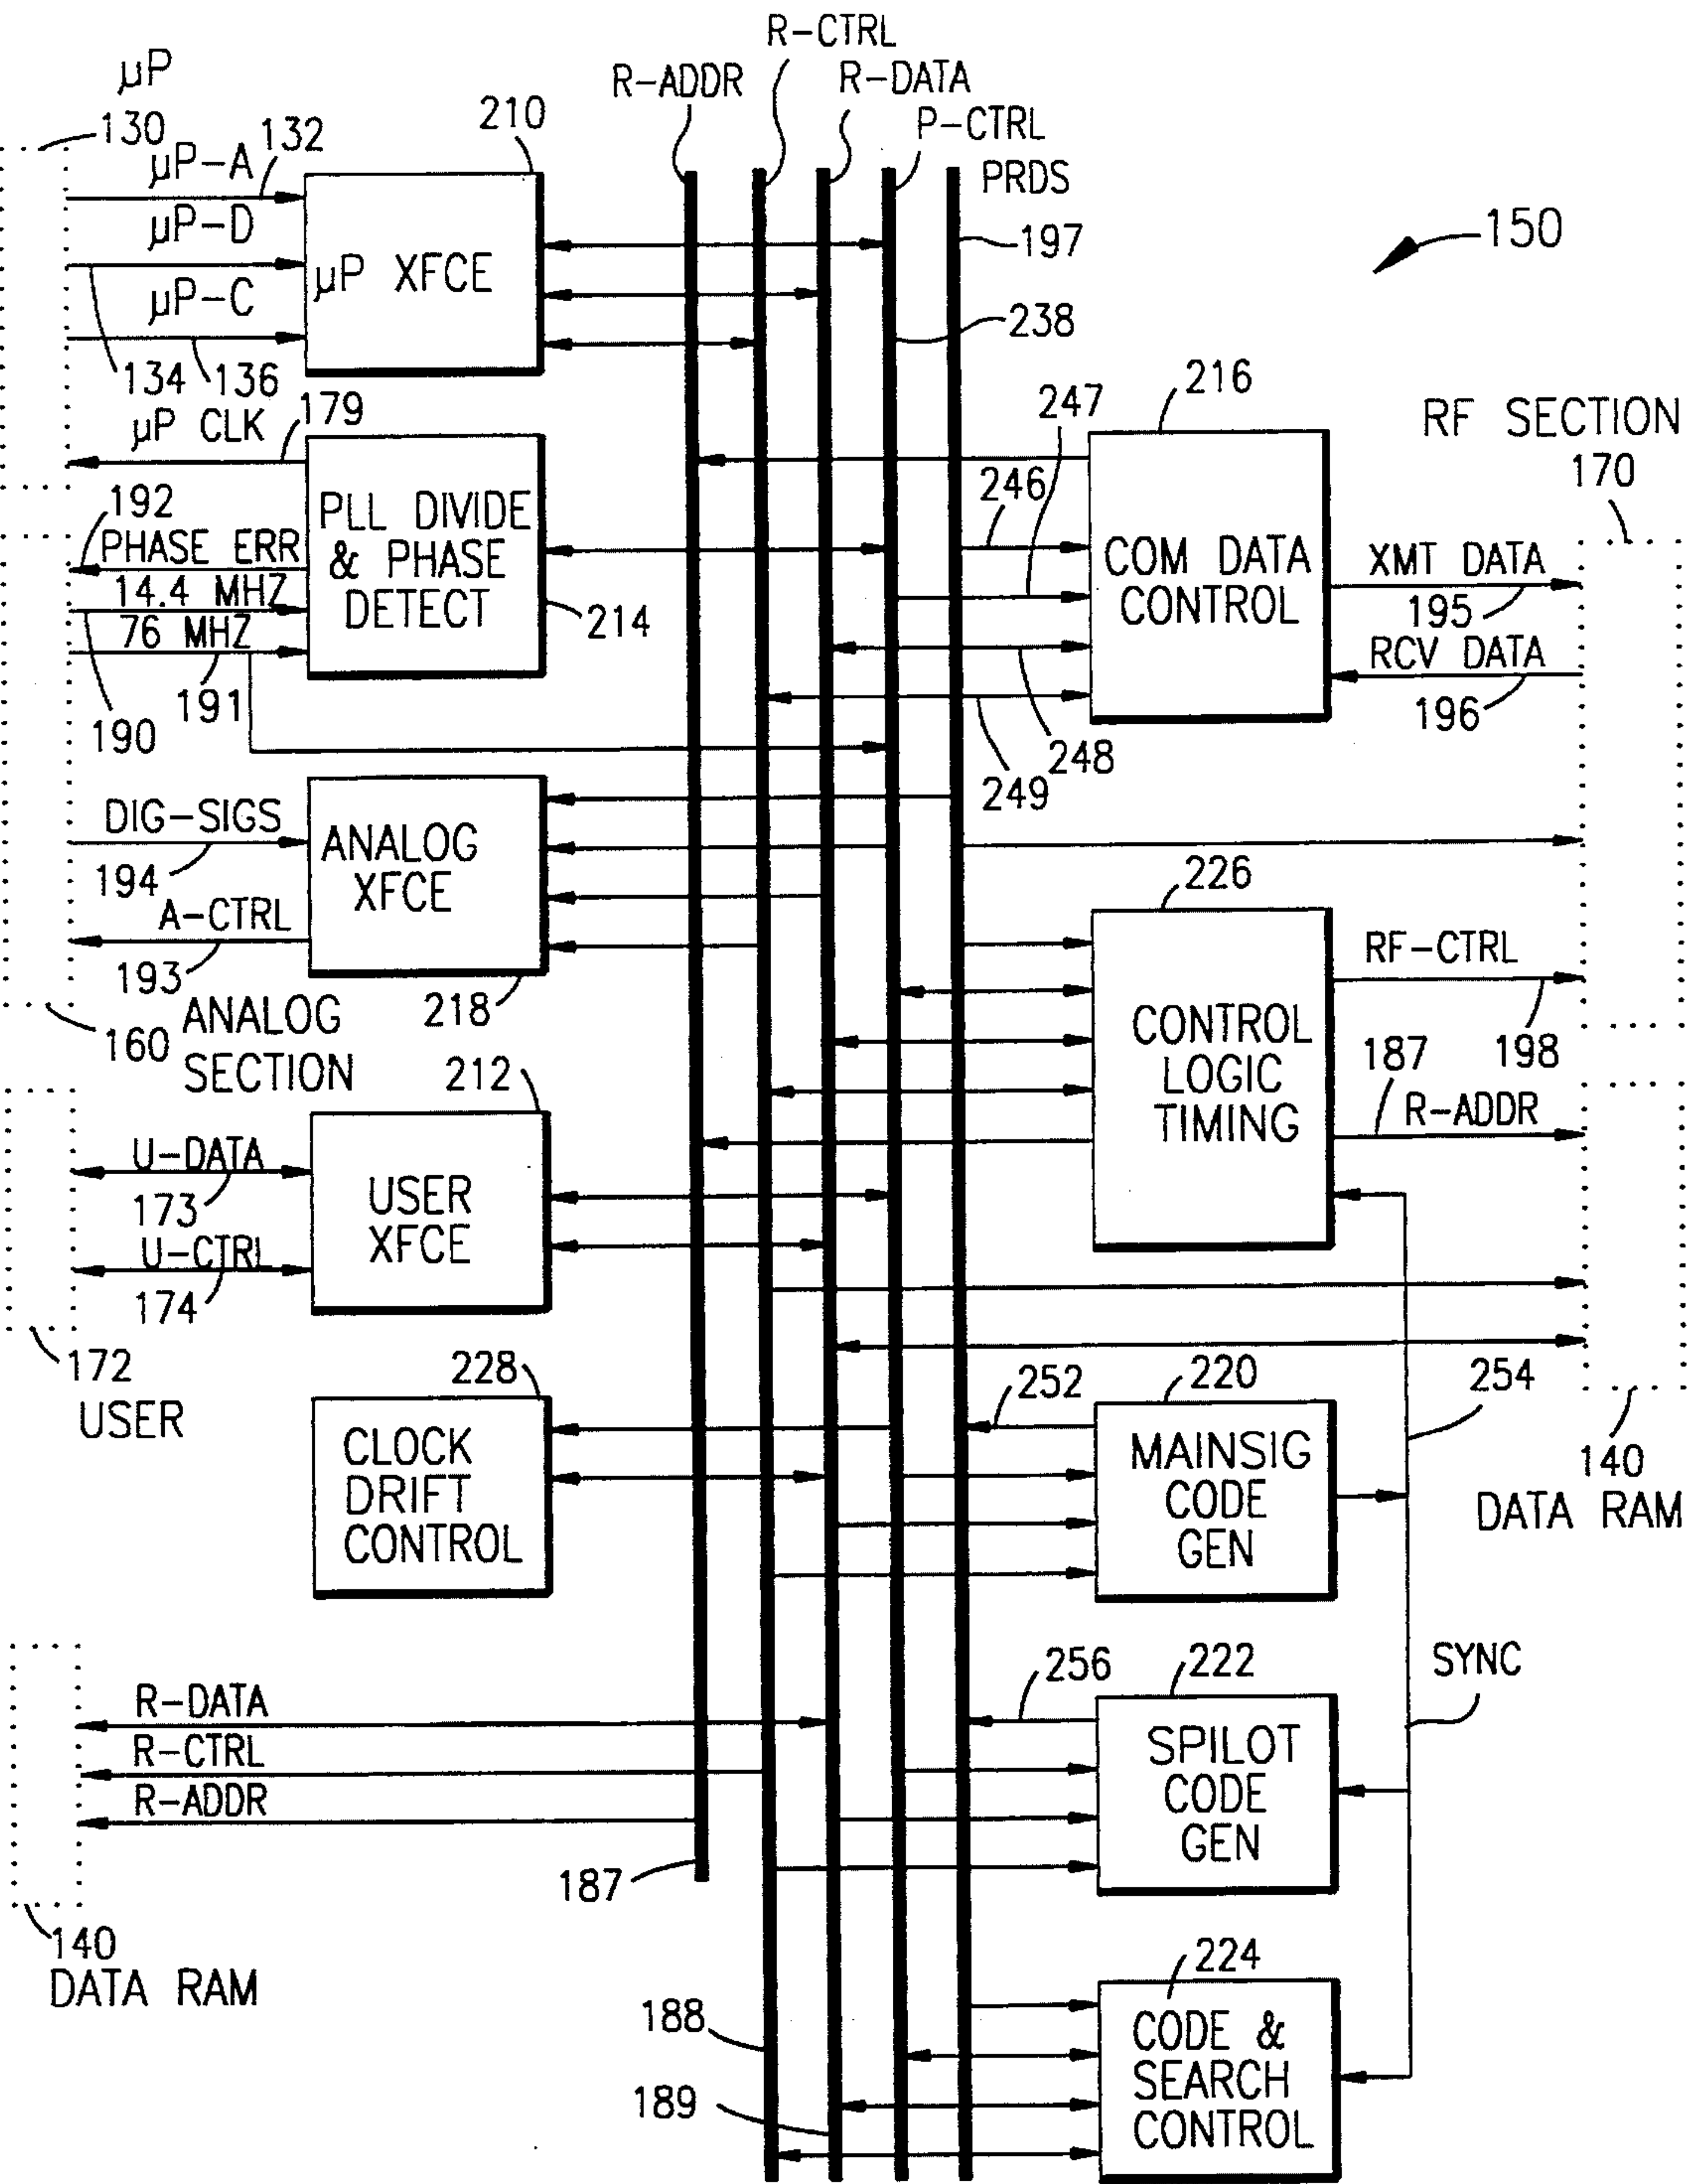 R-CTRL
R-ADDR
R-DATA
P-CTRL
PRDS
197
238
150
µP
130
µP-A
132
µP-D
µP-C
134
136
210
µP XFCE
µP CLK
179
192
PHASE ERR
14.4 MHZ
76 MHZ
190
191
PLL DIVIDE
& PHASE
DETECT
214
247
246
216
COM DATA
CONTROL
248
249
RF SECTION
170
XMT DATA
195
RCV DATA
196
DIG-SIGS
194
A-CTRL
193
ANALOG
XFCE
218
160
ANALOG
SECTION
226
CONTROL
LOGIC
TIMING
RF-CTRL
198
187
R-ADDR
212
U-DATA
173
U-CTRL
174
USER
XFCE
172
USER
228
CLOCK
DRIFT
CONTROL
252
220
MAINSIG
CODE
GEN
254
140
DATA RAM
R-DATA
R-CTRL
R-ADDR
187
140
DATA RAM
256
222
SPILOT
CODE
GEN
SYNC
188
189
224
CODE &
SEARCH
CONTROL